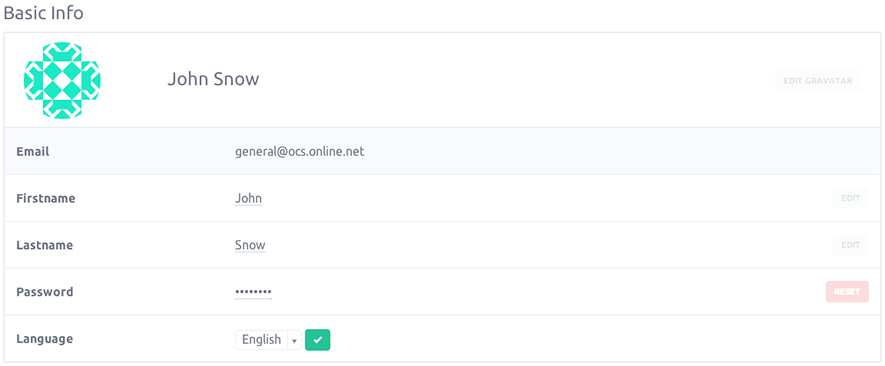 Basic Info
John Snow
EDIT GRAVATAR
Email general@ocs.online.net
Firstname John EDIT
Lastname Snow EDIT
Password •••••••• RESET
Language English